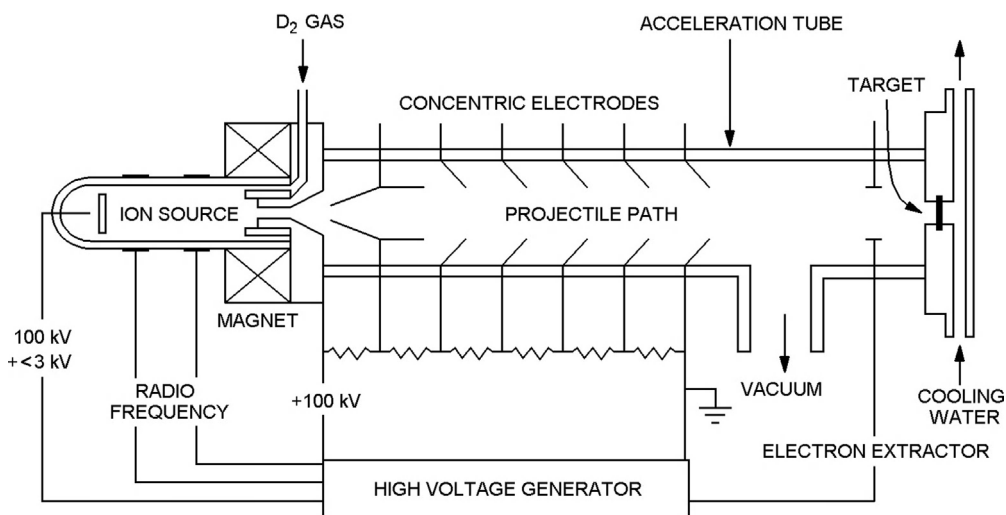 D₂ GAS
ACCELERATION TUBE
CONCENTRIC ELECTRODES
TARGET
ION SOURCE
PROJECTILE PATH
MAGNET
100 kV
+<3 kV
RADIO
FREQUENCY
+100 kV
VACUUM
COOLING
WATER
ELECTRON EXTRACTOR
HIGH VOLTAGE GENERATOR